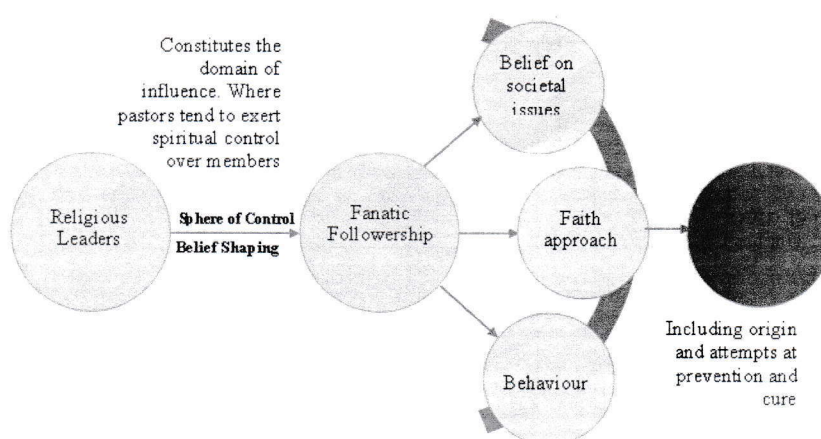 Constitutes the
domain of
influence. Where
pastors tend to exert
spiritual control
over members
Religious
Leaders
Sphere of Control
Belief Shaping
Fanatic
Followership
Belief on
societal
issues
Faith
approach
Behaviour
Including origin
and attempts at
prevention and
cure